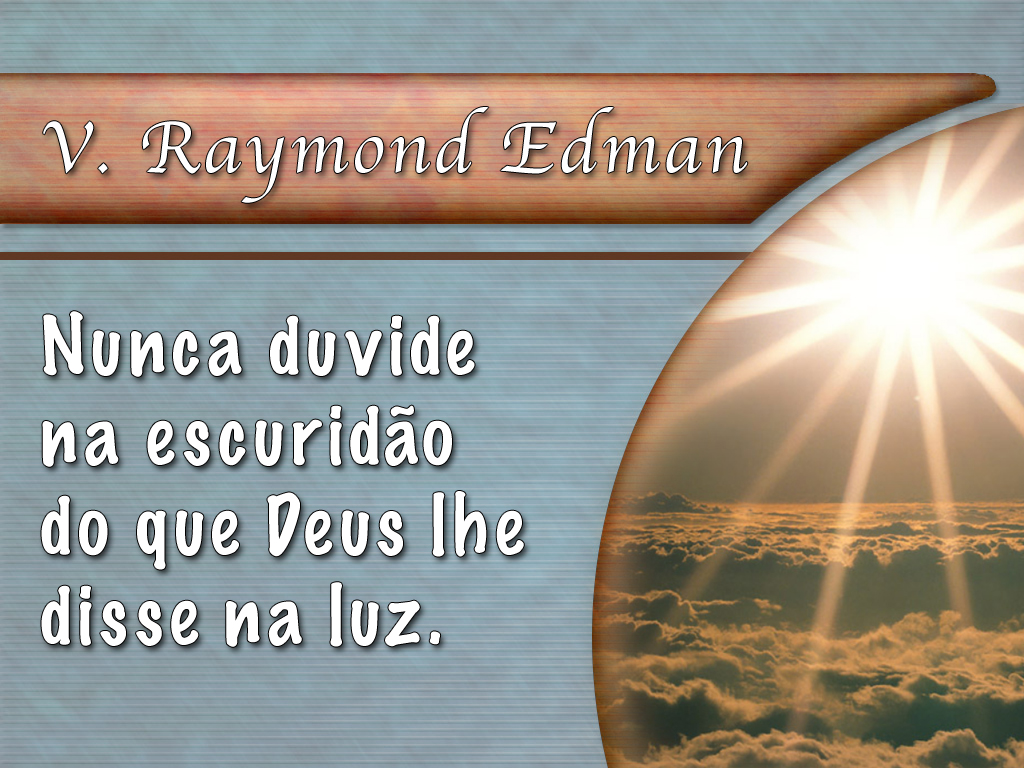 V. Raymond Edman
Nunca duvide
na escuridão
do que Deus lhe
disse na luz.